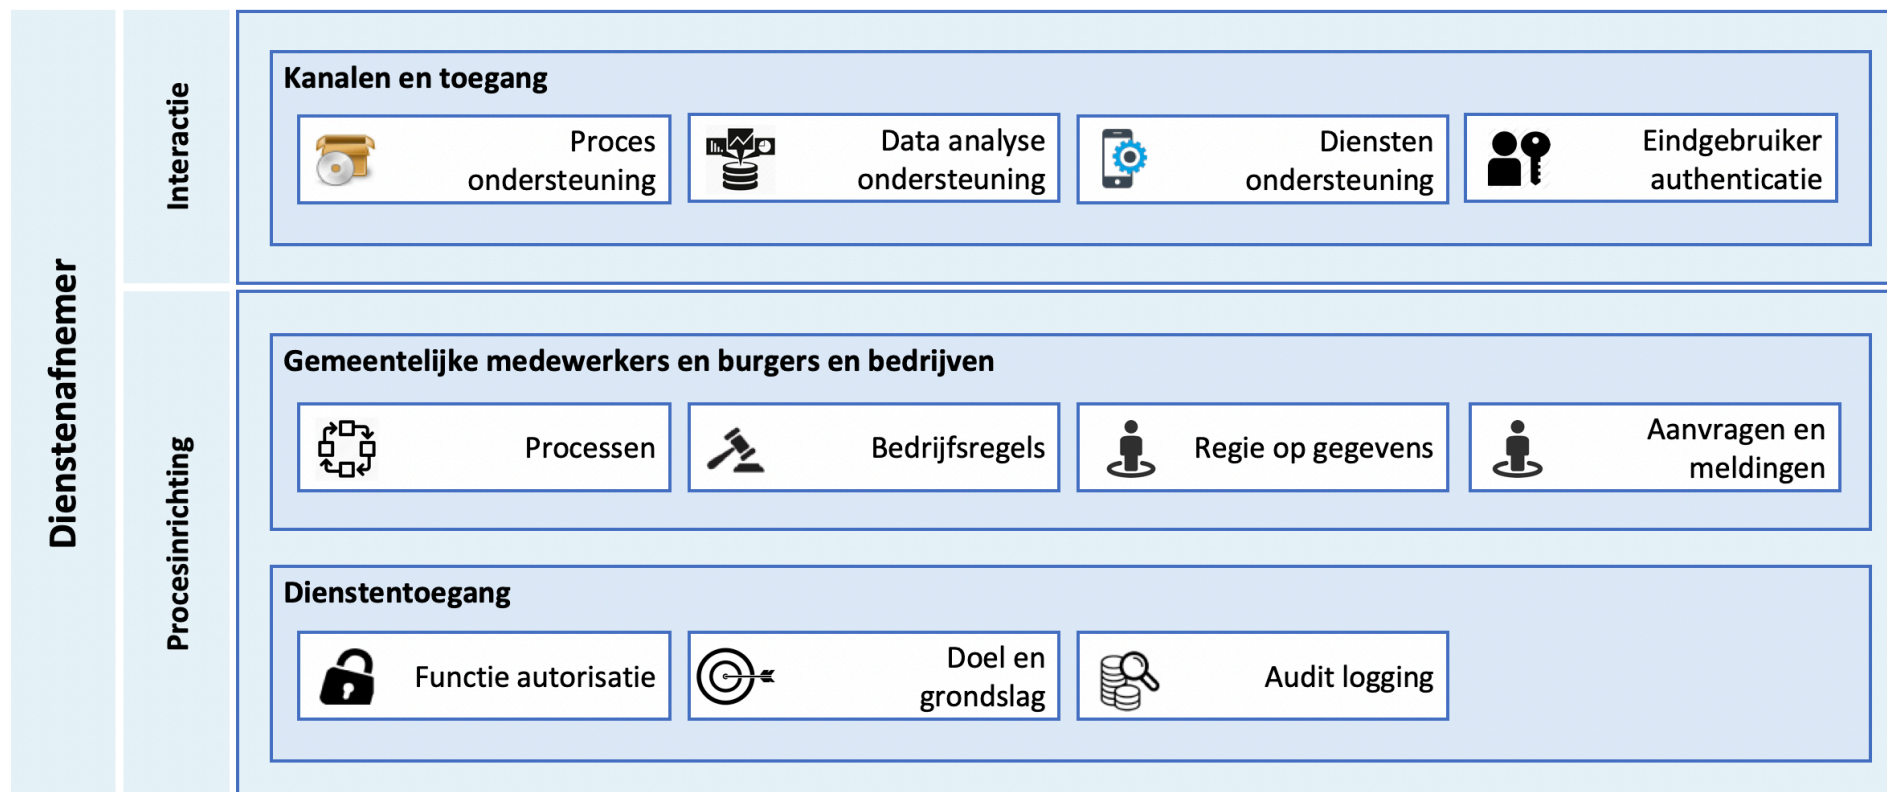 Dienstenafnemer
Interactie
Kanalen en toegang
Proces
ondersteuning
Data analyse
ondersteuning
Diensten
ondersteuning
Eindgebruiker
authenticatie
Procesinrichting
Gemeentelijke medewerkers en burgers en bedrijven
Processen
Bedrijfsregels
Regie op gegevens
Aanvragen en
meldingen
Dienstentoegang
Functie autorisatie
Doel en
grondslag
Audit logging